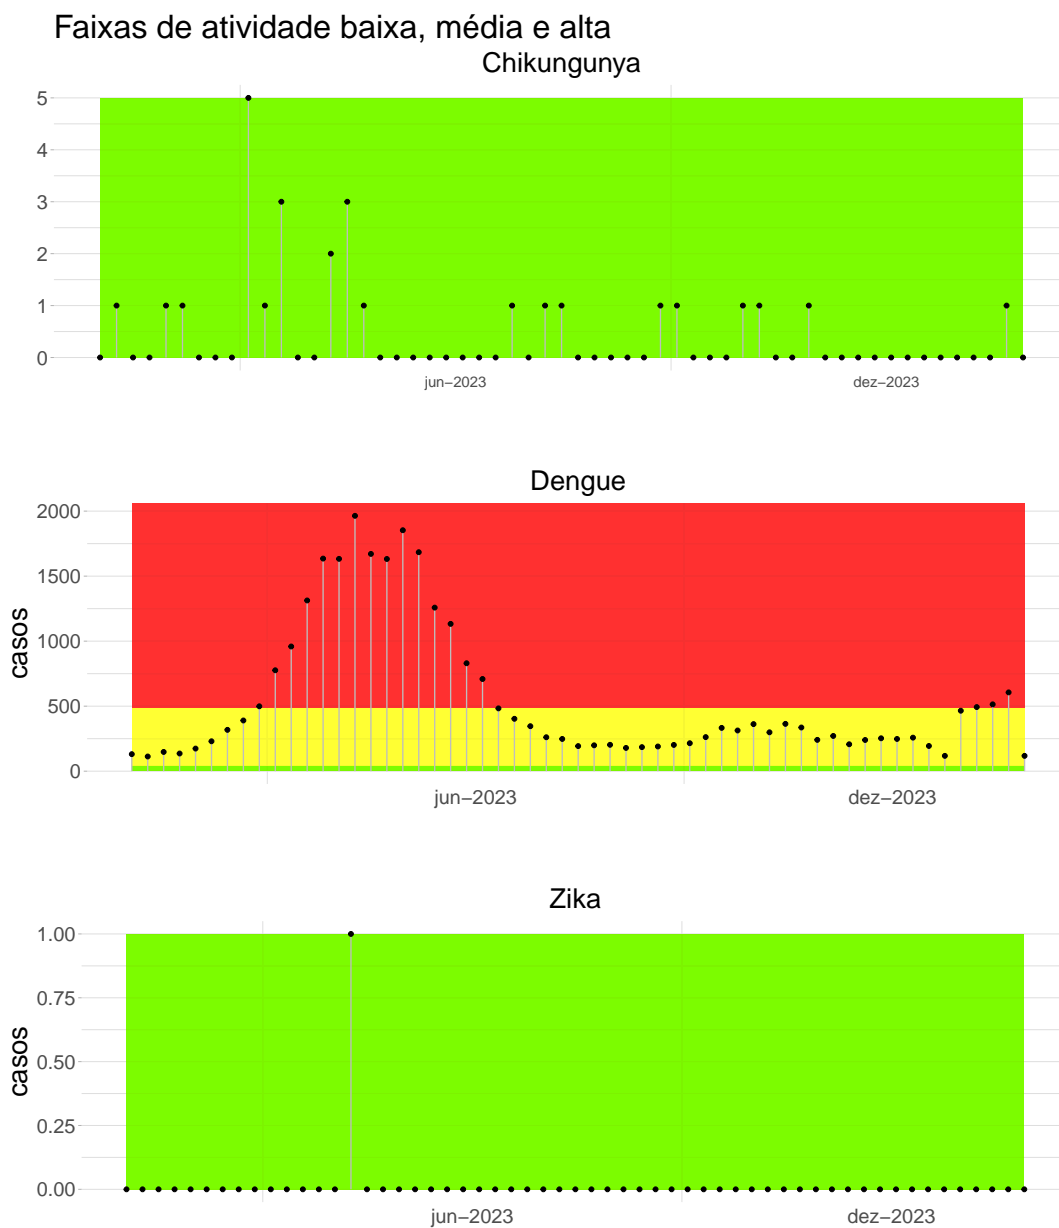 Faixas de atividade baixa, média e alta
Chikungunya
5
4
3
2
1
0
jun−2023
dez−2023
Dengue
2000
1500
1000
500
0
casos
jun−2023
dez−2023
Zika
1.00
0.75
0.50
0.25
0.00
casos
jun−2023
dez−2023